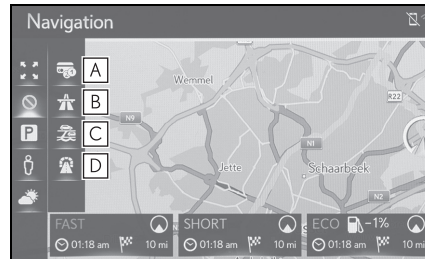 Navigation
A
B
C
D
P
Wemmel
R22
N9
N1
Jette
Schaarbeek
N2
FAST
01:18 am 10 mi
SHORT
01:18 am 10 mi
ECO -1%
01:18 am 10 mi